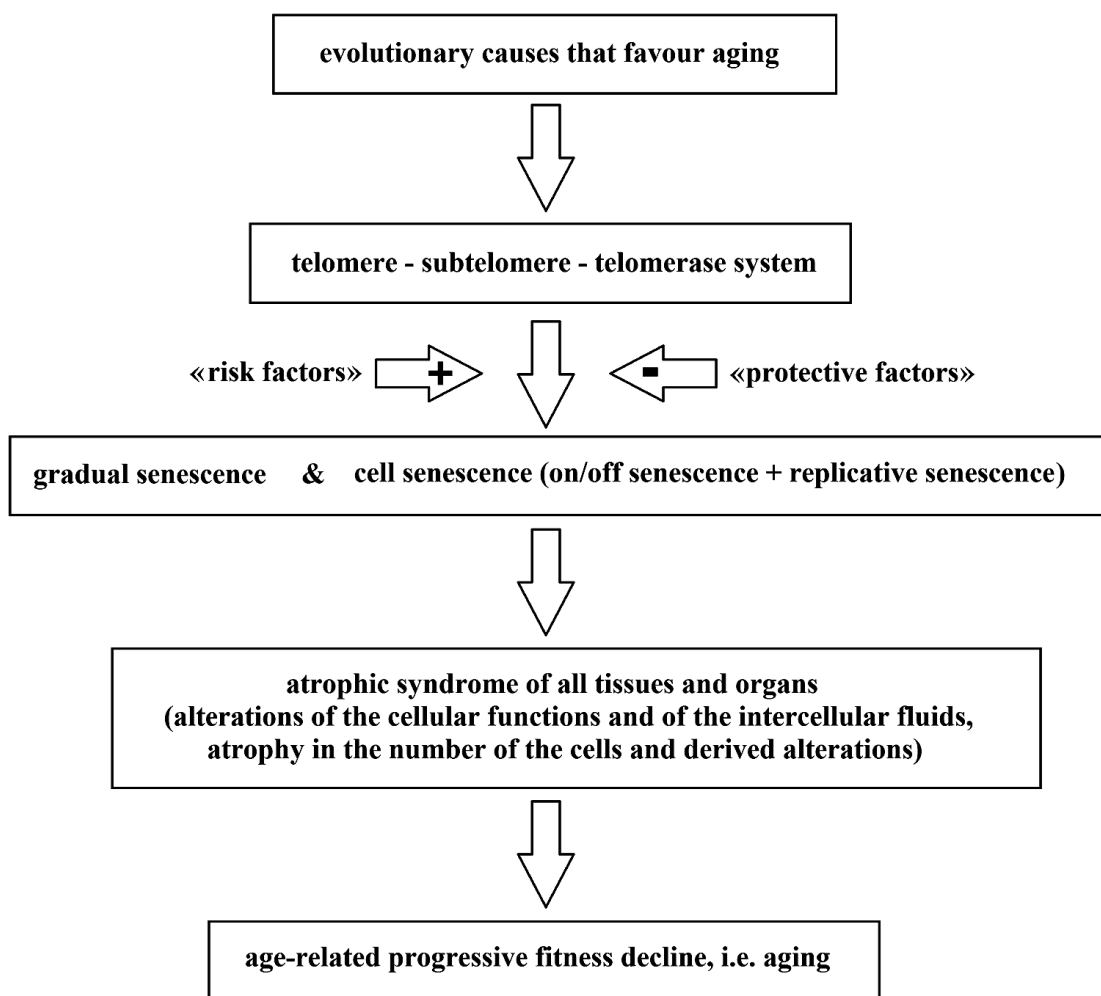 evolutionary causes that favour aging
telomere - subtelomere - telomerase system
«risk factors» + - «protective factors»
gradual senescence & cell senescence (on/off senescence + replicative senescence)
atrophic syndrome of all tissues and organs
(alterations of the cellular functions and of the intercellular fluids,
atrophy in the number of the cells and derived alterations)
age-related progressive fitness decline, i.e. aging